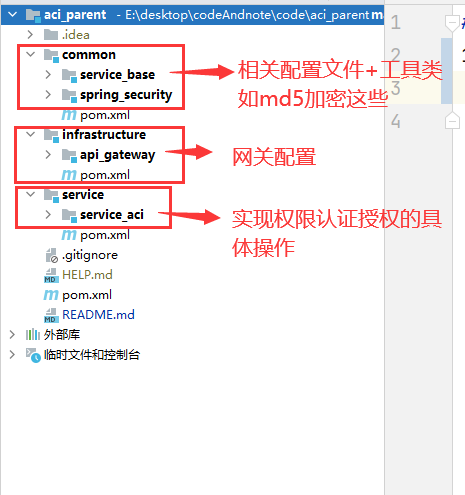 aci_parent - E:\desktop\codeAndnote\code\aci_parent ma
.idea
common
service_base
spring_security
pom.xml
infrastructure
api_gateway
pom.xml
service
service_aci
pom.xml
.gitignore
HELP.md
pom.xml
README.md
外部库
临时文件和控制台
相关配置文件+工具类
如md5加密这些
网关配置
实现权限认证授权的具
体操作
1
2
3
4